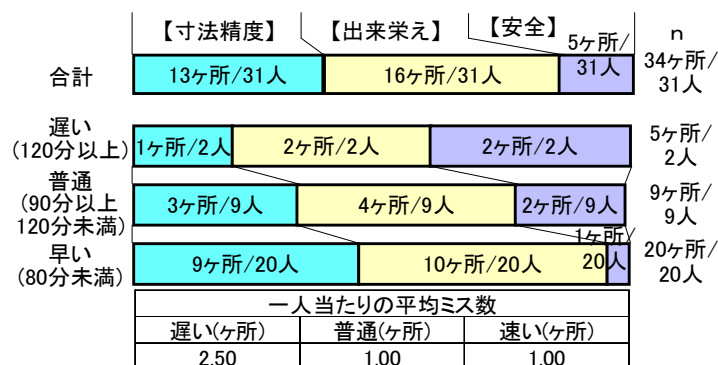 【寸法精度】 【出来栄え】 【安全】 n
合計 13ヶ所/31人 16ヶ所/31人 5ヶ所/
31人 34ヶ所/
31人
遅い
(120分以上) 1ヶ所/2人 2ヶ所/2人 2ヶ所/2人 5ヶ所/
2人
普通
(90分以上
120分未満) 3ヶ所/9人 4ヶ所/9人 2ヶ所/9人 9ヶ所/
9人
早い
(80分未満) 9ヶ所/20人 10ヶ所/20人 1ヶ所/
20人 20ヶ所/
20人
一人当たりの平均ミス数
遅い(ヶ所) 普通(ヶ所) 速い(ヶ所)
2.50 1.00 1.00